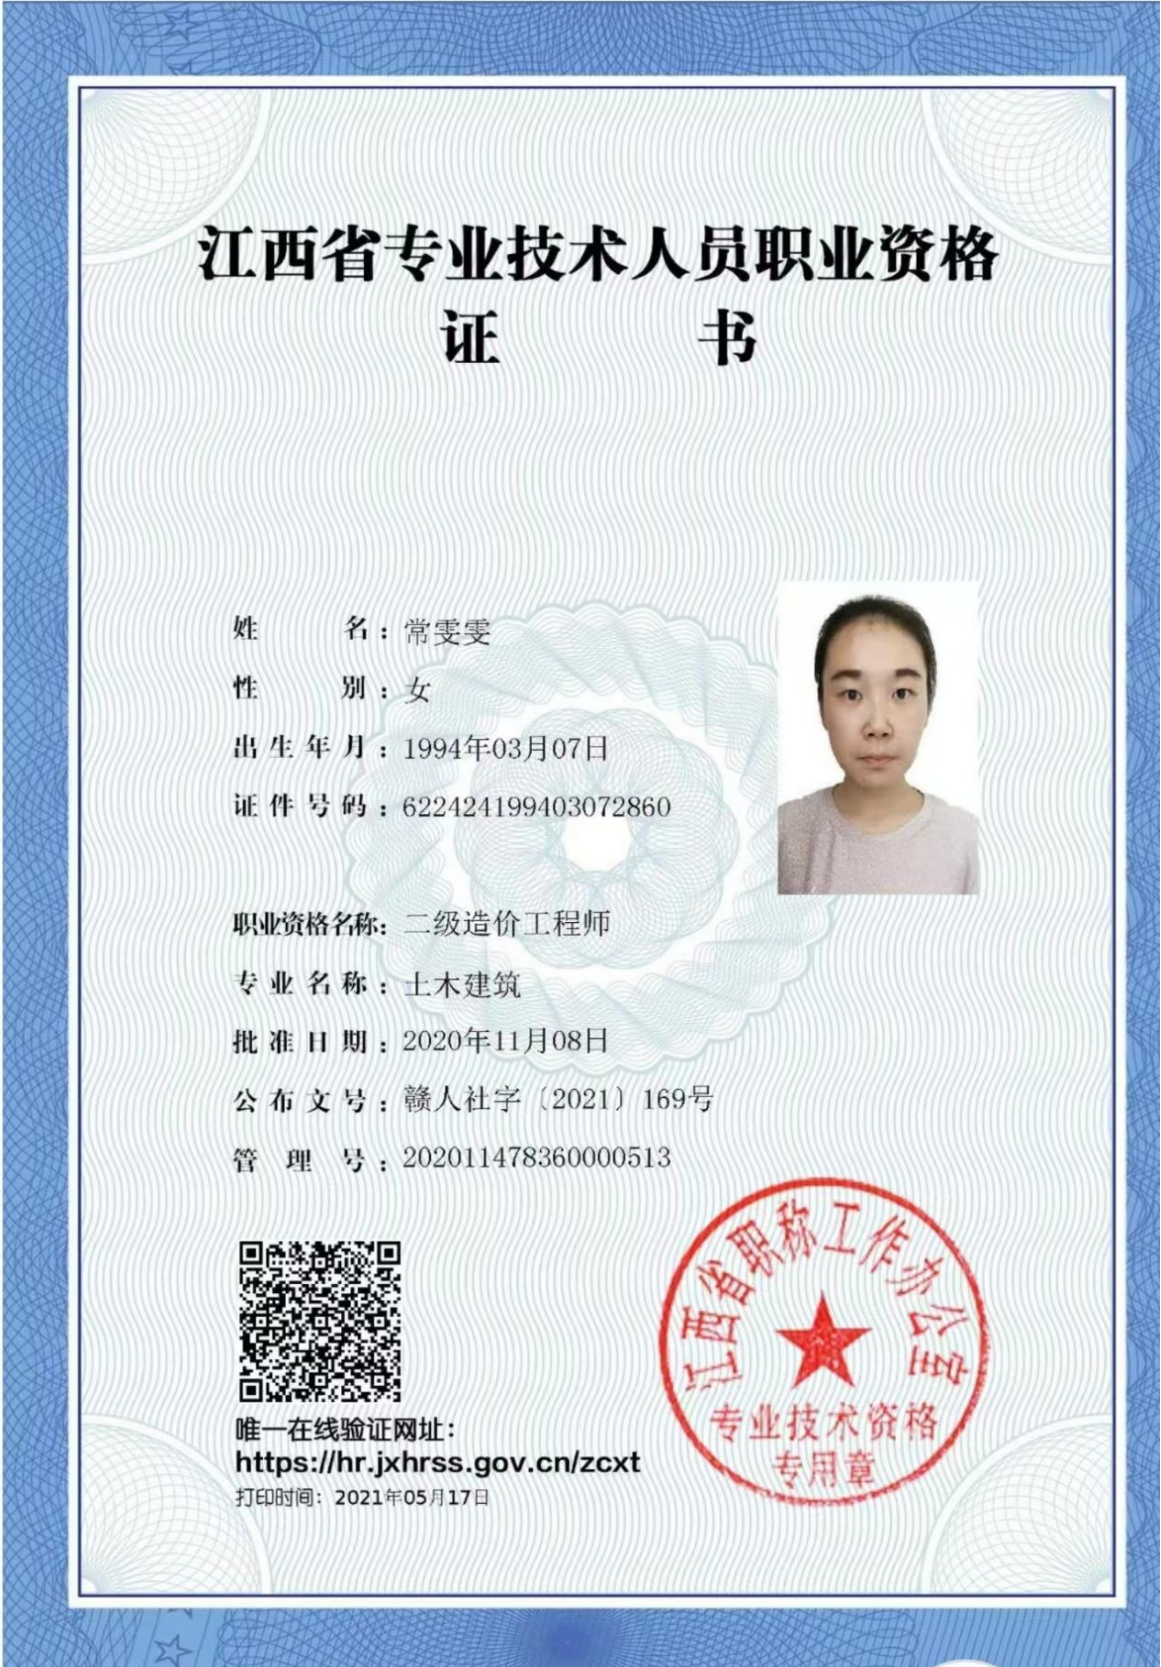 江西省专业技术人员职业资格
证 书
姓 名：常雯雯
性 别：女
出生年月：1994年03月07日
证件号码：622424199403072860
职业资格名称：二级造价工程师
专业名称：土木建筑
批准日期：2020年11月08日
公布文号：赣人社字〔2021〕169号
管 理 号：202011478360000513
江西省职称工作办公室
专业技术资格
专用章
唯一在线验证网址：
https://hr.jxhrss.gov.cn/zcxt
打印时间：2021年05月17日